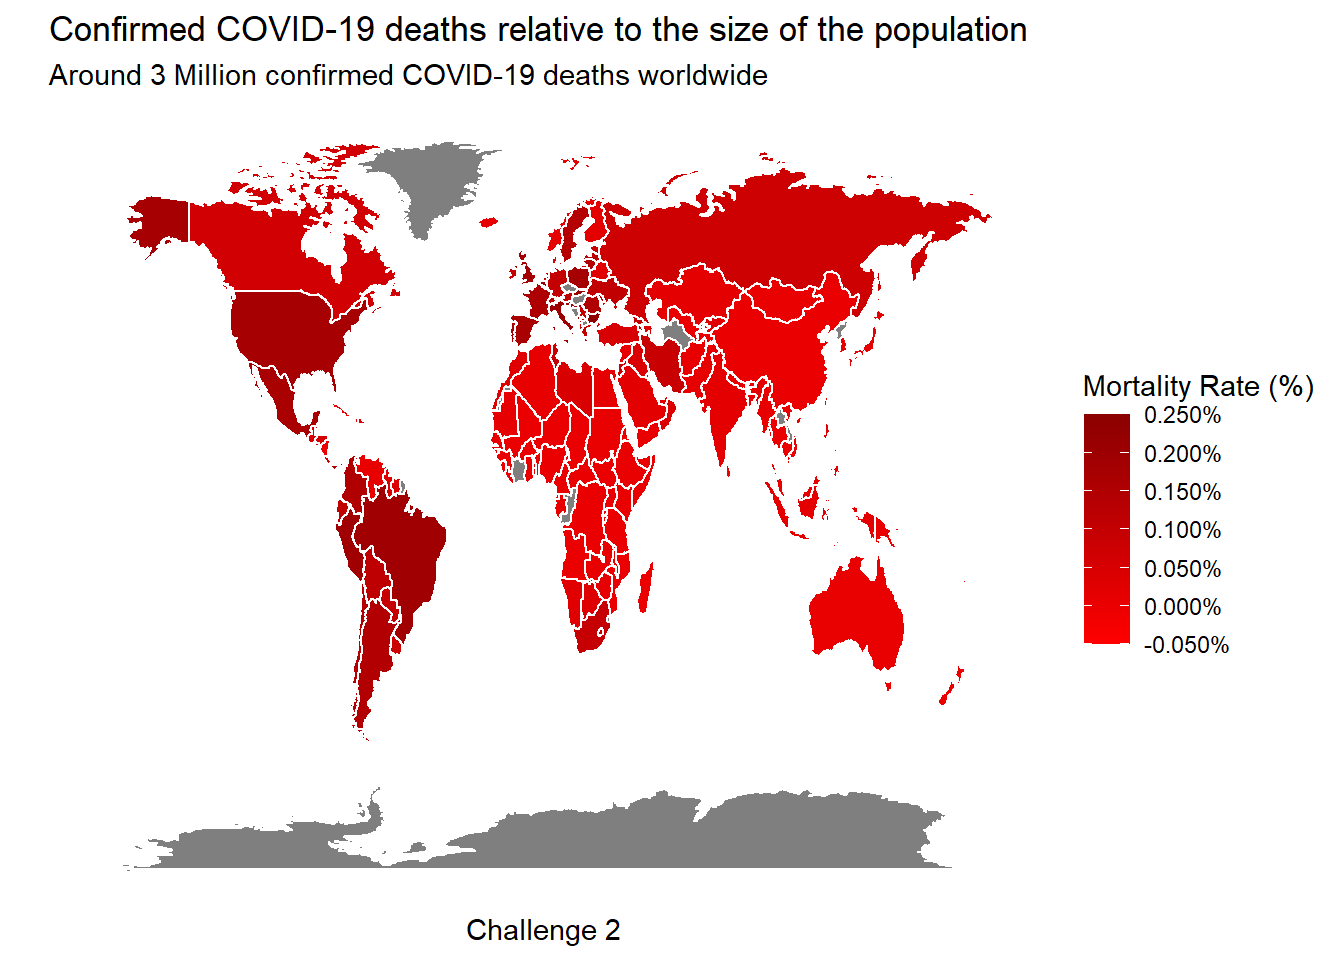 Confirmed COVID-19 deaths relative to the size of the population
Around 3 Million confirmed COVID-19 deaths worldwide
Mortality Rate (%)
0.250%
0.200%
0.150%
0.100%
0.050%
0.000%
-0.050%
Challenge 2